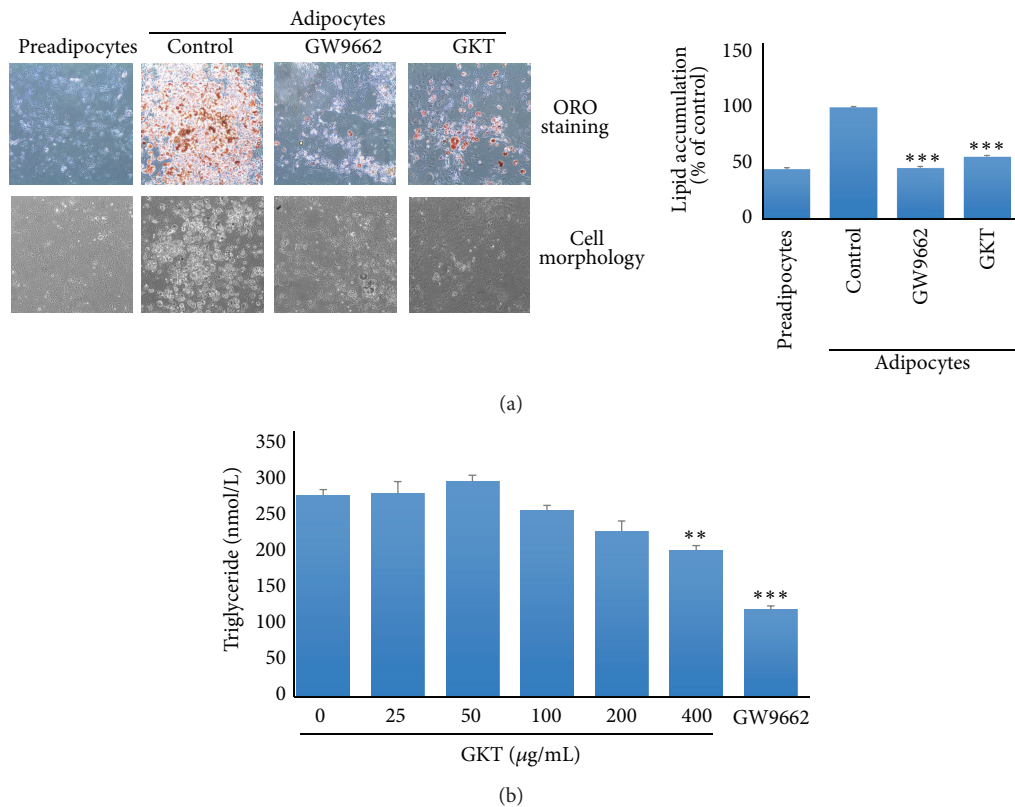 Adipocytes
Preadipocytes Control GW9662 GKT
ORO
staining
Cell
morphology
Lipid accumulation
(% of control)
150
100
50
0
***
***
Preadipocytes
Control
GW9662
GKT
Adipocytes
(a)
Triglyceride (nmol/L)
350
300
250
200
150
100
50
0
**
***
0 25 50 100 200 400 GW9662
GKT (μg/mL)
(b)